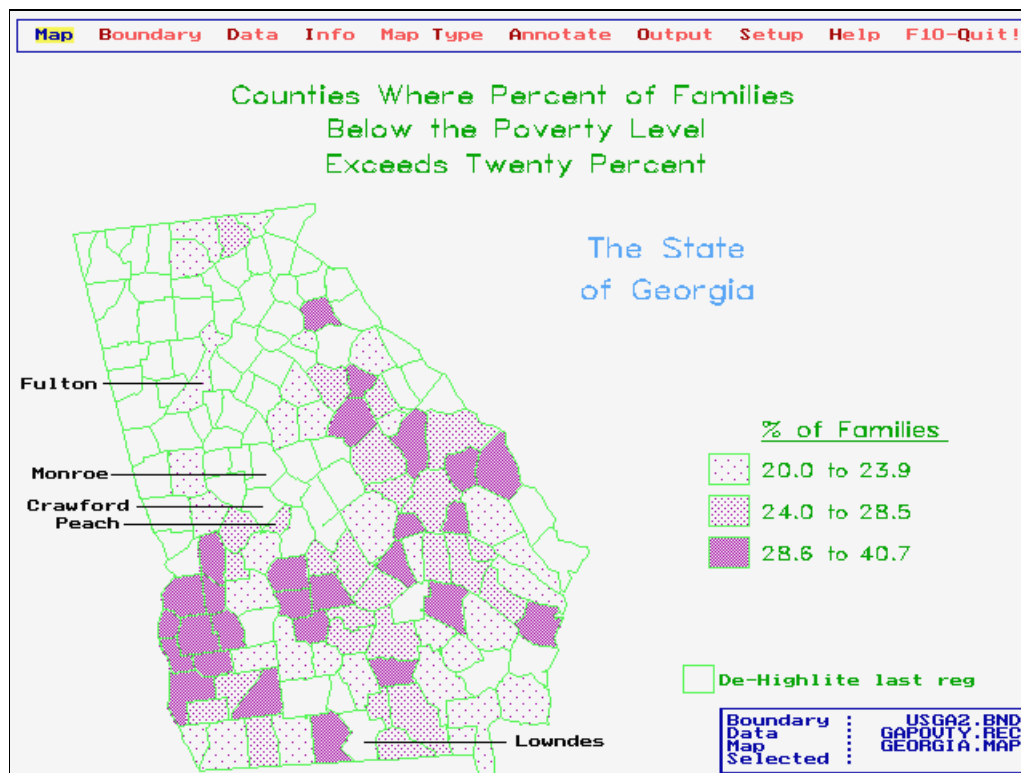 Map Boundary Data Info Map Type Annotate Output Setup Help F10-Quit!
Counties Where Percent of Families
Below the Poverty Level
Exceeds Twenty Percent
The State
of Georgia
Fulton
Monroe
Crawford
Peach
Lowndes
% of Families
20.0 to 23.9
24.0 to 28.5
28.6 to 40.7
De-Highlite last reg
Boundary : USGA2.BND
Data : GAPOVTY.REC
Map : GEORGIA.MAP
Selected :